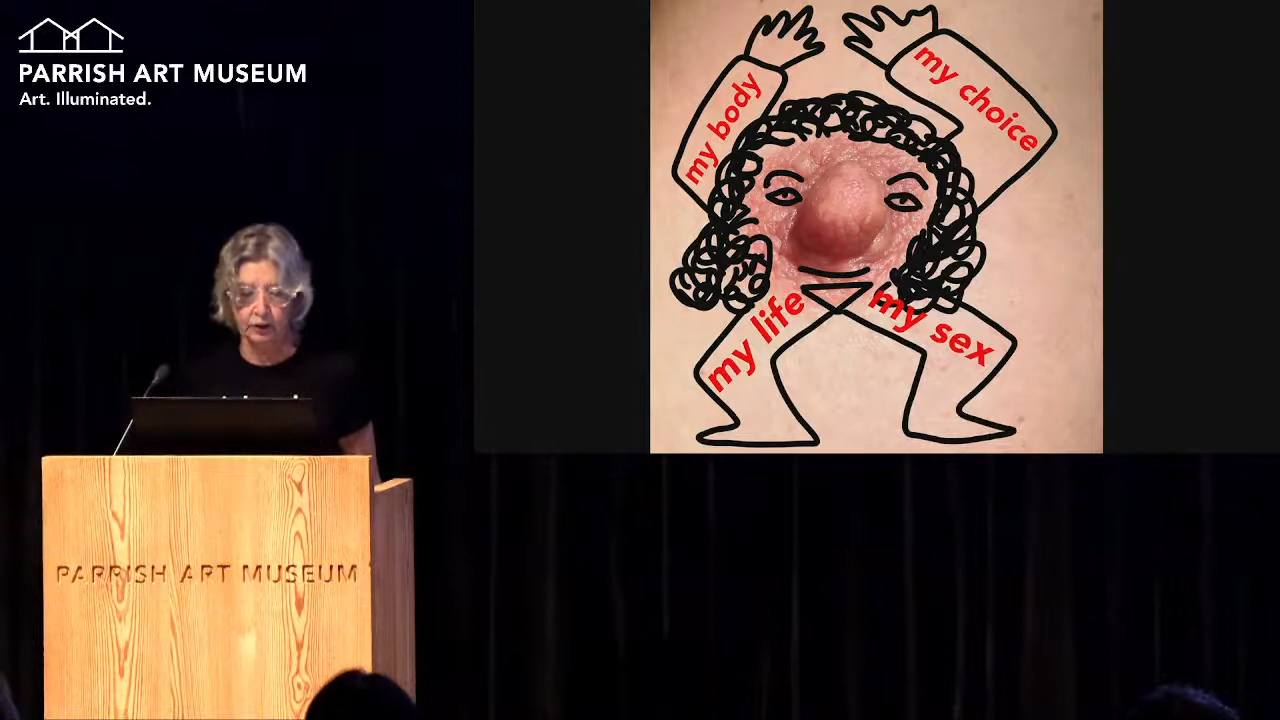 PARRISH ART MUSEUM
Art. Illuminated.
my body
my choice
my life
my sex
PARRISH ART MUSEUM